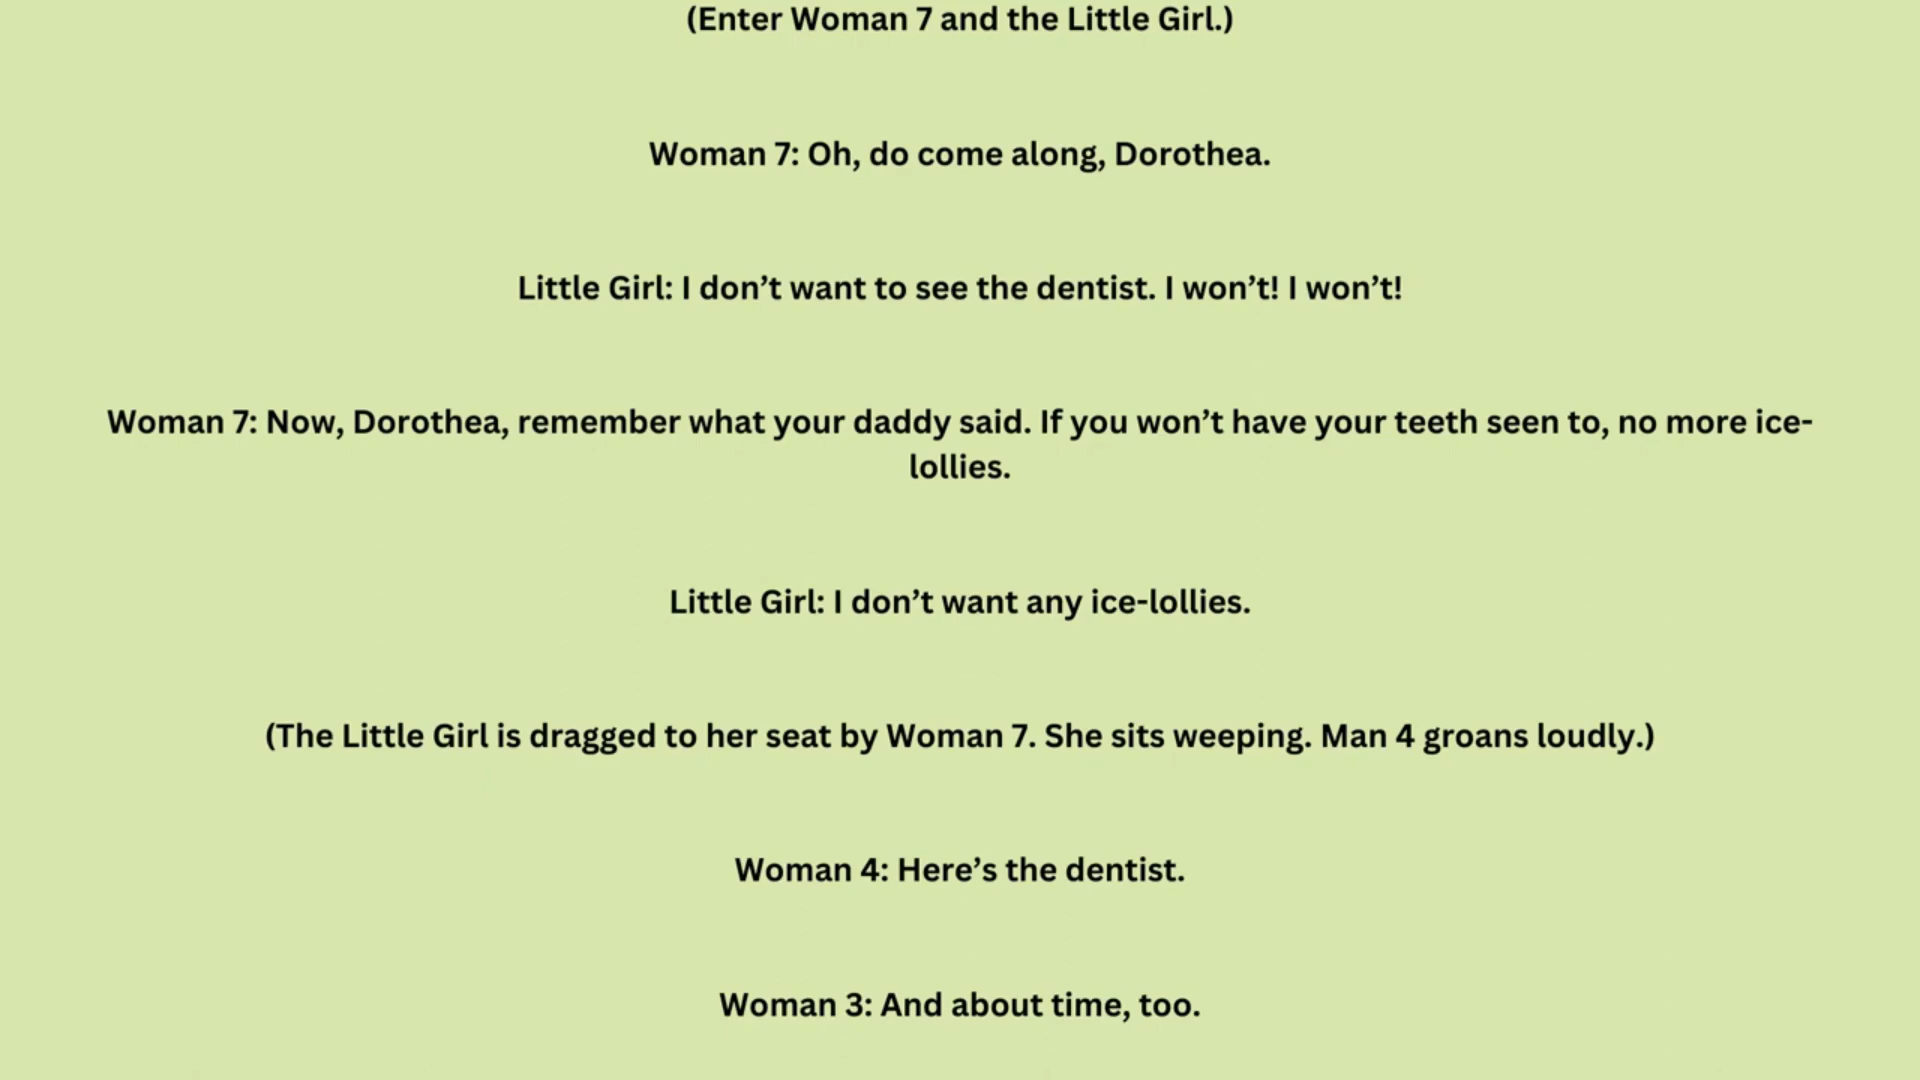 (Enter Woman 7 and the Little Girl.)
Woman 7: Oh, do come along, Dorothea.
Little Girl: I don’t want to see the dentist. I won’t! I won’t!
Woman 7: Now, Dorothea, remember what your daddy said. If you won’t have your teeth seen to, no more ice-
lollies.
Little Girl: I don’t want any ice-lollies.
(The Little Girl is dragged to her seat by Woman 7. She sits weeping. Man 4 groans loudly.)
Woman 4: Here’s the dentist.
Woman 3: And about time, too.